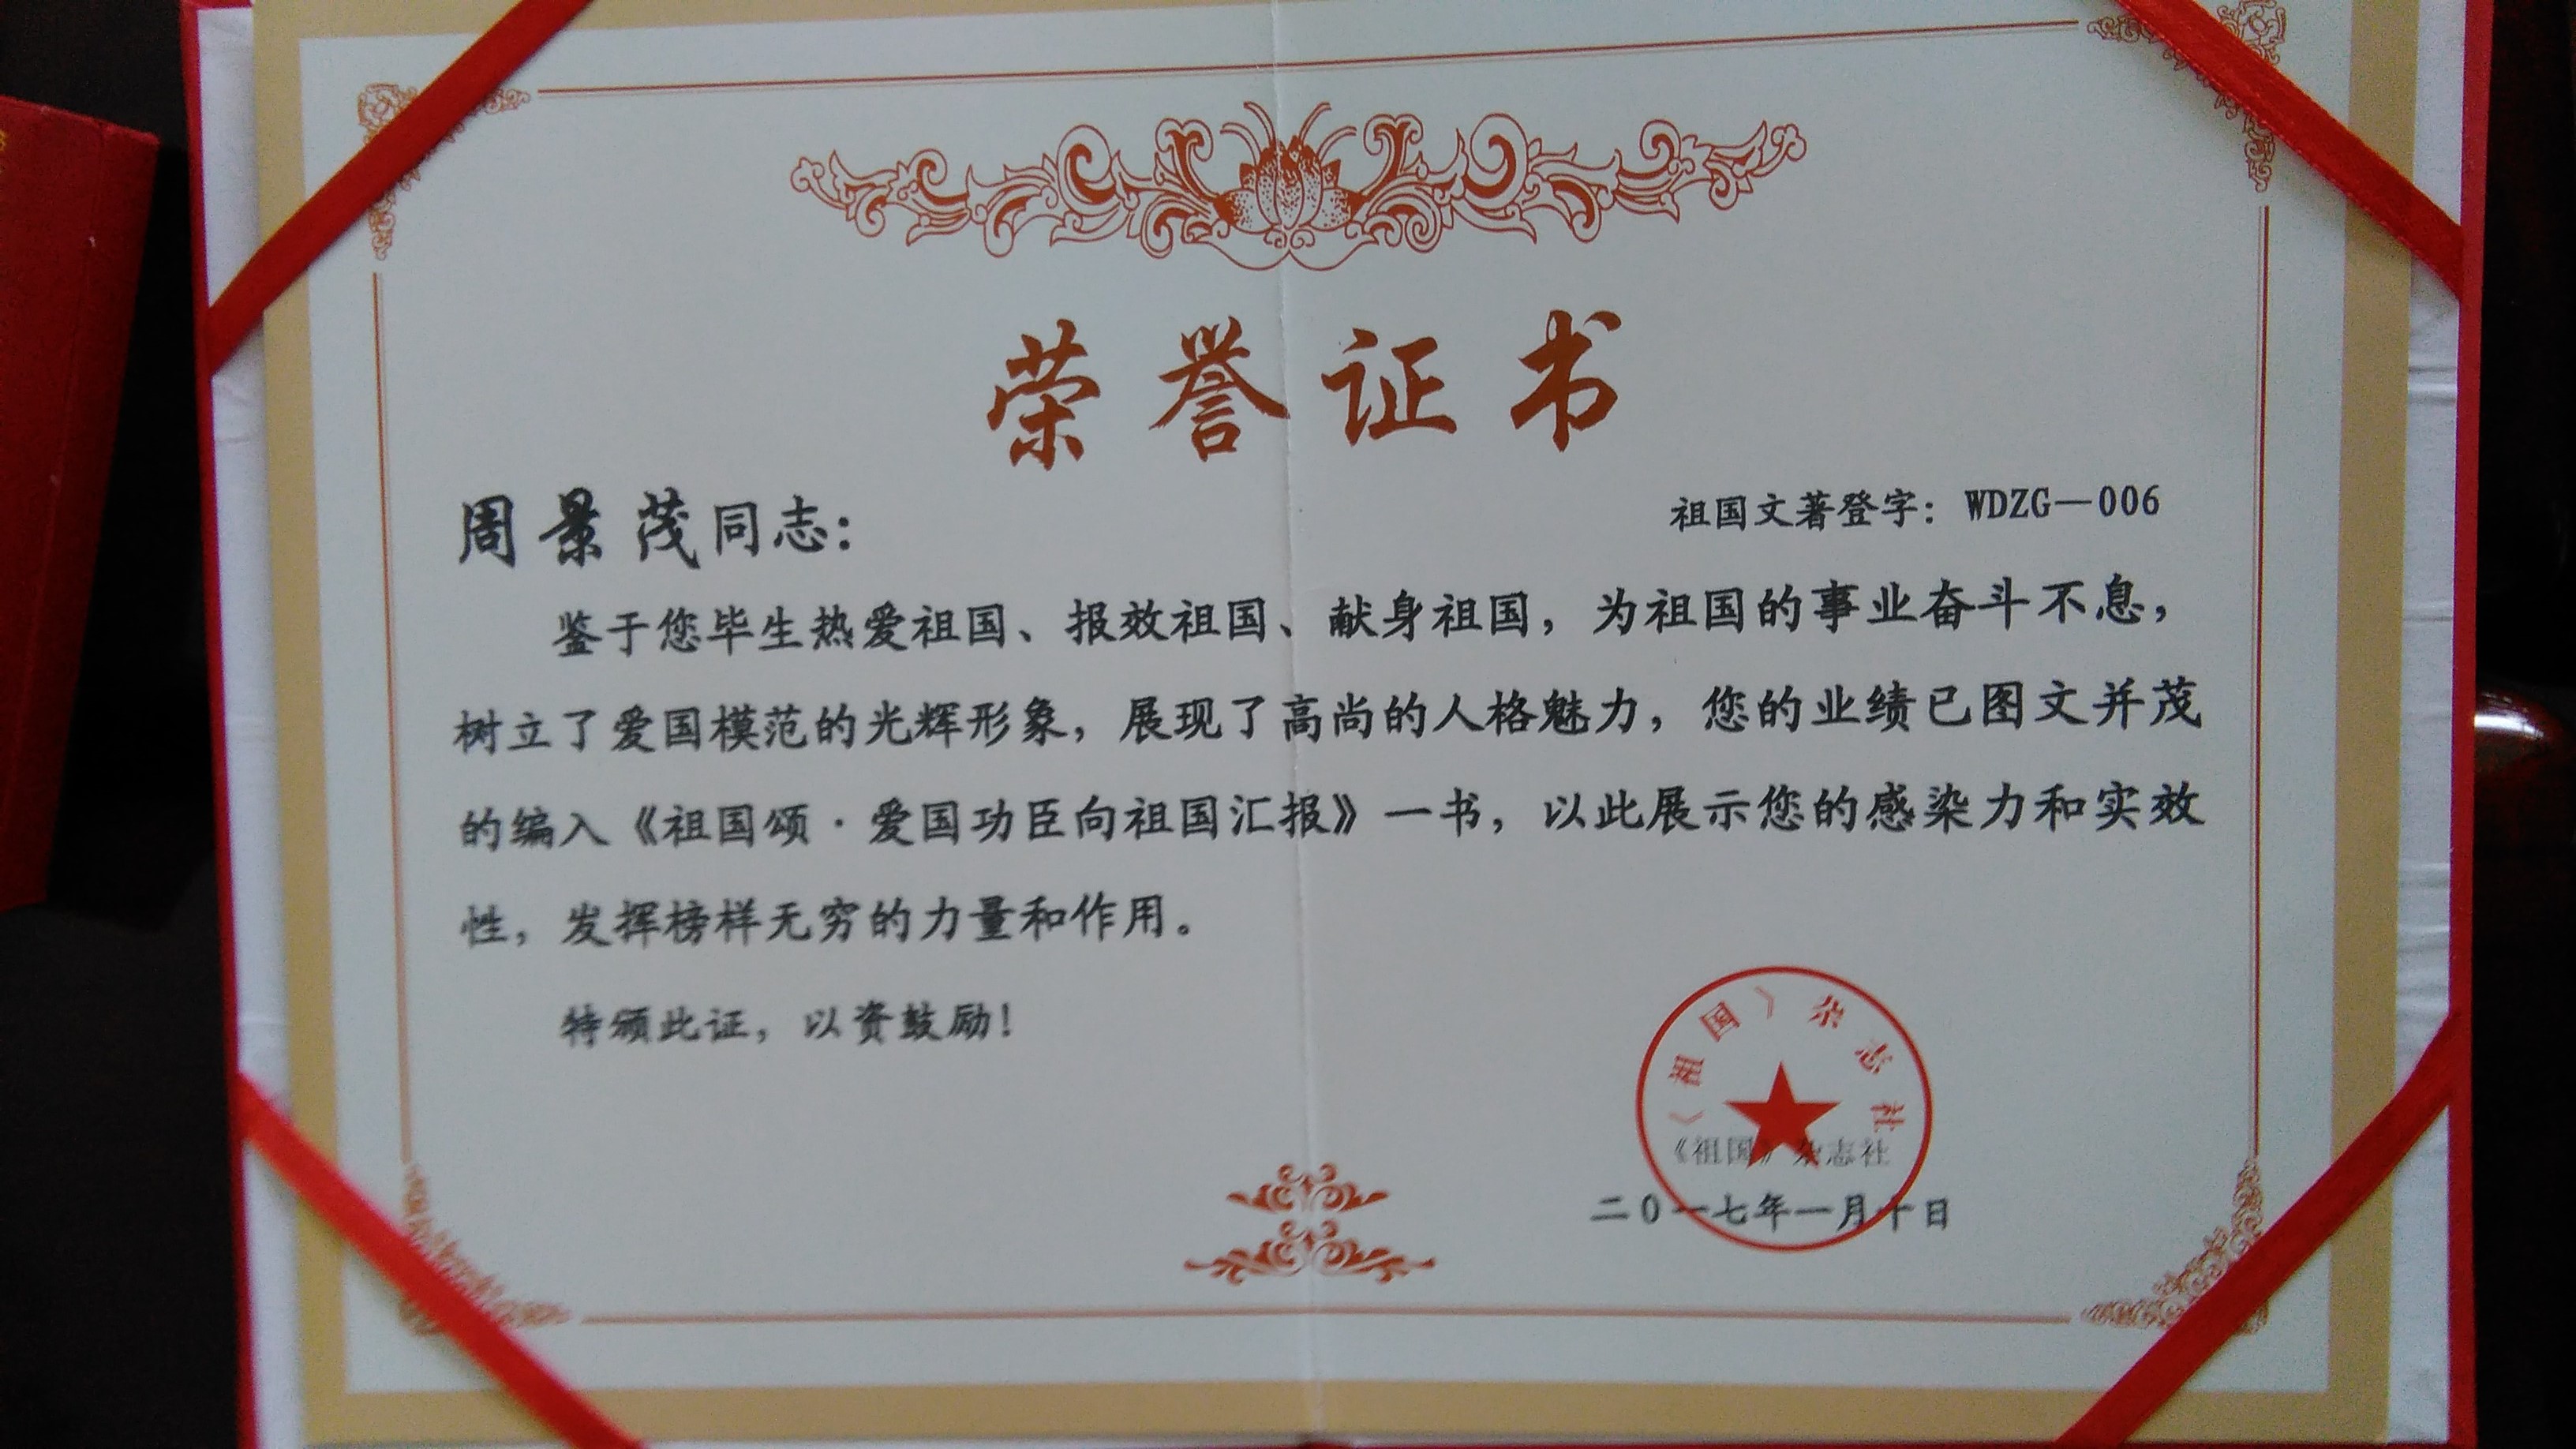 荣誉证书
周景茂同志：
祖国文著登字：WDZG—006
鉴于您毕生热爱祖国、报效祖国、献身祖国，为祖国的事业奋斗不息，
树立了爱国模范的光辉形象，展现了高尚的人格魅力，您的业绩已图文并茂
的编入《祖国颂·爱国功臣向祖国汇报》一书，以此展示您的感染力和实效
性，发挥榜样无穷的力量和作用。
特颁此证，以资鼓励！
《祖国》杂志社
《祖国》杂志社
二0一七年一月十日